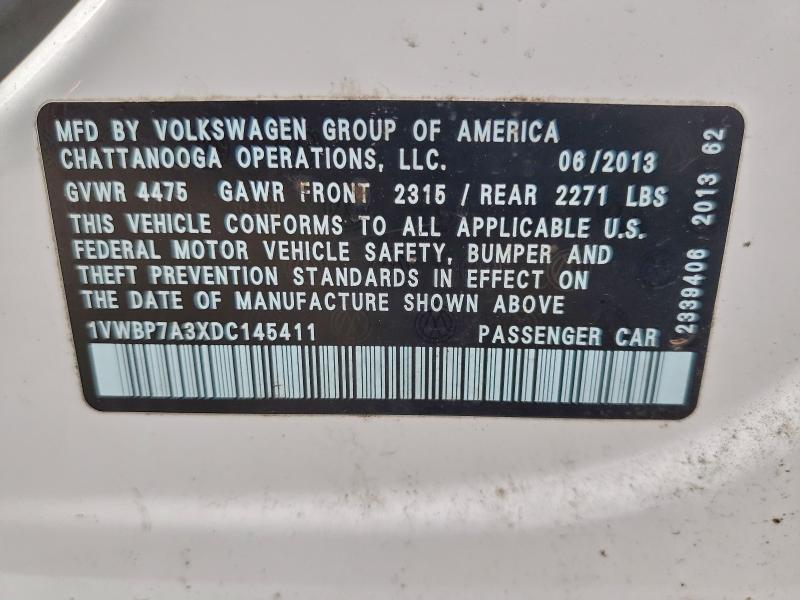 MFD BY VOLKSWAGEN GROUP OF AMERICA
CHATTANOOGA OPERATIONS, LLC. 06/2013
GVWR 4475 GAWR FRONT 2315 / REAR 2271 LBS
THIS VEHICLE CONFORMS TO ALL APPLICABLE U.S.
FEDERAL MOTOR VEHICLE SAFETY, BUMPER AND
THEFT PREVENTION STANDARDS IN EFFECT ON
THE DATE OF MANUFACTURE SHOWN ABOVE
1VWBP7A3XDC145411 PASSENGER CAR
2339406 2013 62